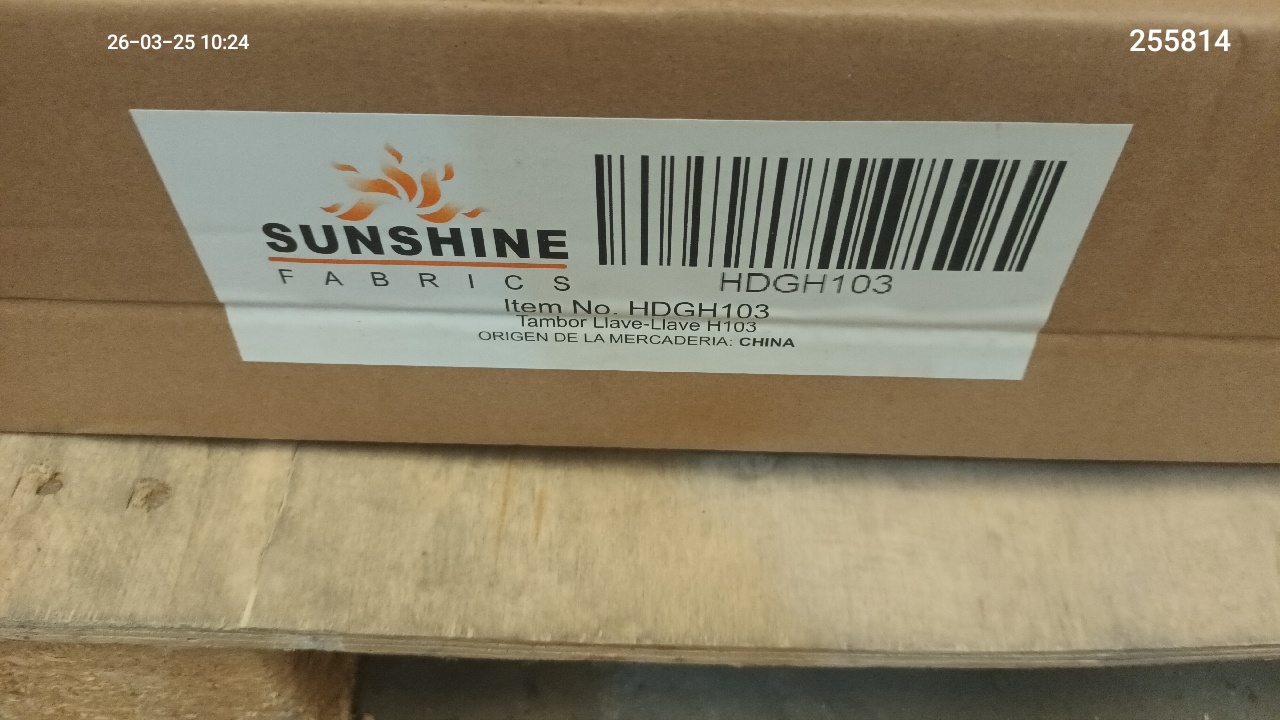 26-03-25 10:24
255814
SUNSHINE
FABRICS
HDGH103
Item No. HDGH103
Tambor Llave-Llave H103
ORIGEN DE LA MERCADERIA: CHINA